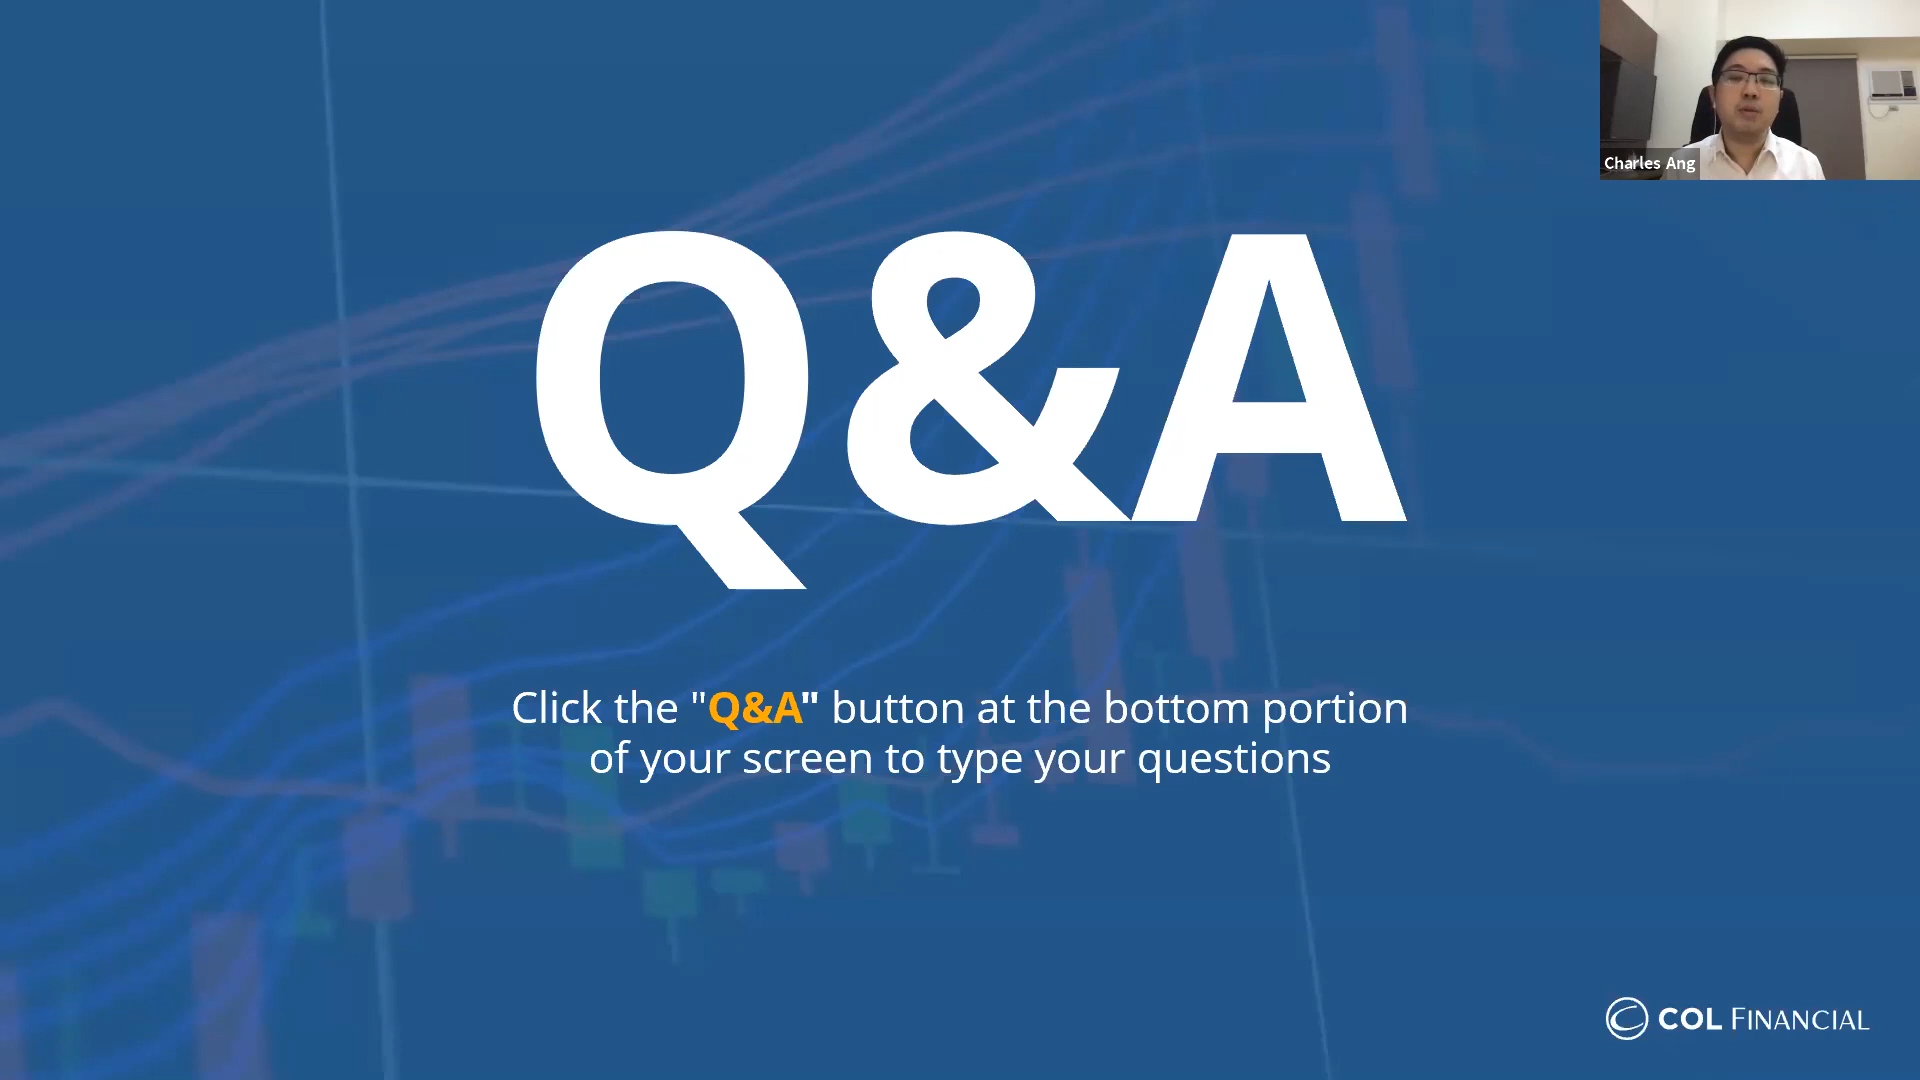 Charles Ang
Q&A
Click the "Q&A" button at the bottom portion
of your screen to type your questions
COL FINANCIAL